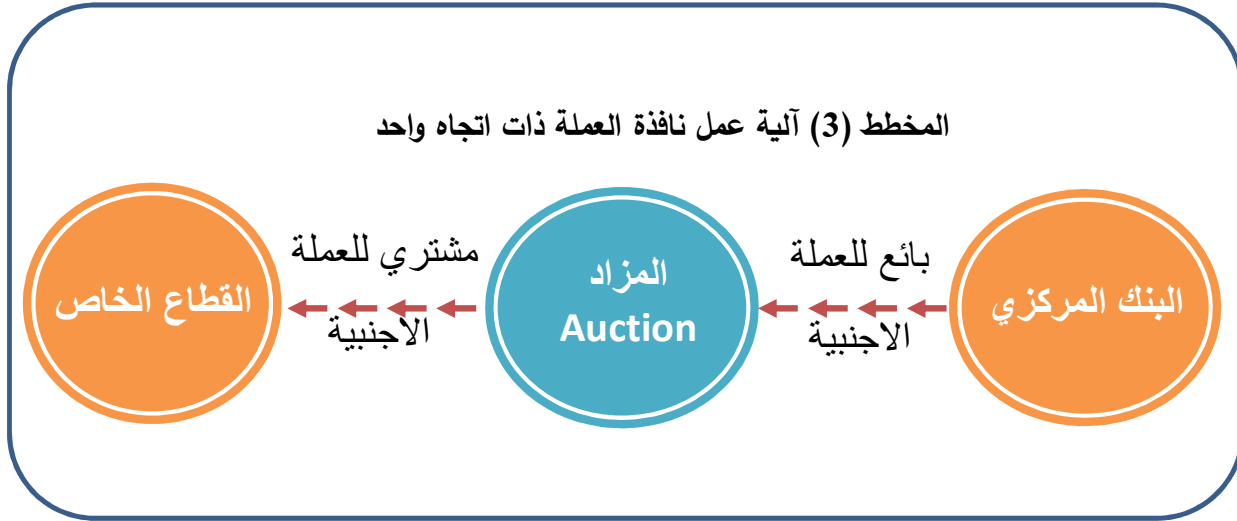 المخطط (3) آلية عمل نافذة العملة ذات اتجاه واحد
البنك المركزي
بائع للعملة
الاجنبية
المزاد
Auction
مشتري للعملة
الاجنبية
القطاع الخاص